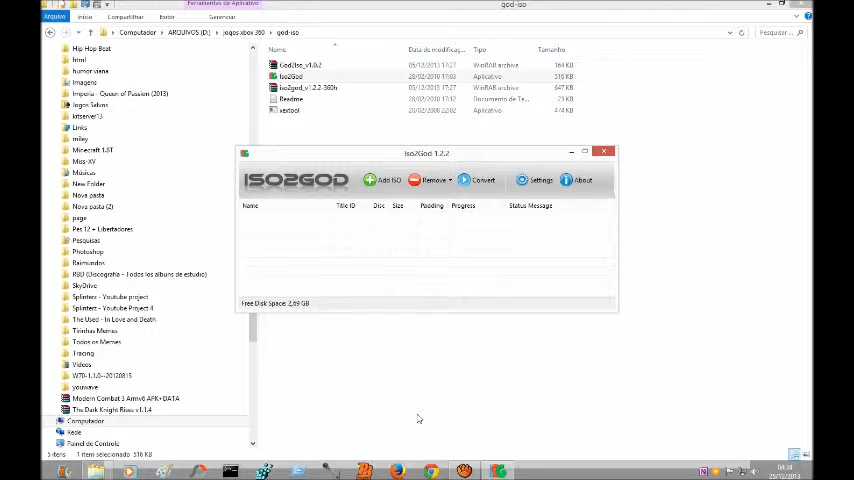 Ferramentas de Aplicativo
god-iso
Arquivo Início Compartilhar Exibir Gerenciar
Computador ARQUIVOS (D:) jogos xbox 360 god-iso
Pesquisar ...
Nome Data de modificaç... Tipo Tamanho
God2Iso_v1.0.2 05/12/2013 17:27 WinRAR archive 164 KB
Iso2God 28/02/2010 17:03 Aplicativo 516 KB
iso2god_v1.2.2-360h 05/12/2013 17:27 WinRAR archive 647 KB
Readme 28/02/2010 17:12 Documento de Te... 23 KB
xextool 20/02/2008 22:02 Aplicativo 474 KB
Hip Hop Beat
html
humor viana
Imagens
Imperia - Queen of Passion (2013)
Jogos Salvos
kitserver13
Links
miley
Minecraft 1.8T
Miss-XV
Músicas
New Folder
Nova pasta
Nova pasta (2)
page
Pes 12 + Libertadores
Pesquisas
Photoshop
Raimundos
RBD (Discografia - Todos los albuns de estudio)
SkyDrive
Splinterz - Youtube project
Splinterz - Youtube Project 4
The Used - In Love and Death
Tirinhas Memes
Todos os Memes
Tracing
Vídeos
W70-1.1.0--20120815
youwave
Modern Combat 3 Armv6 APK+DATA
The Dark Knight Rises v1.1.4
Computador
Rede
Painel de Controle
Iso2God 1.2.2
ISO2GOD Add ISO Remove Convert Settings About
Name Title ID Disc Size Padding Progress Status Message
Free Disk Space: 2,69 GB
5 itens 1 item selecionado 516 KB
04:34
25/12/2013